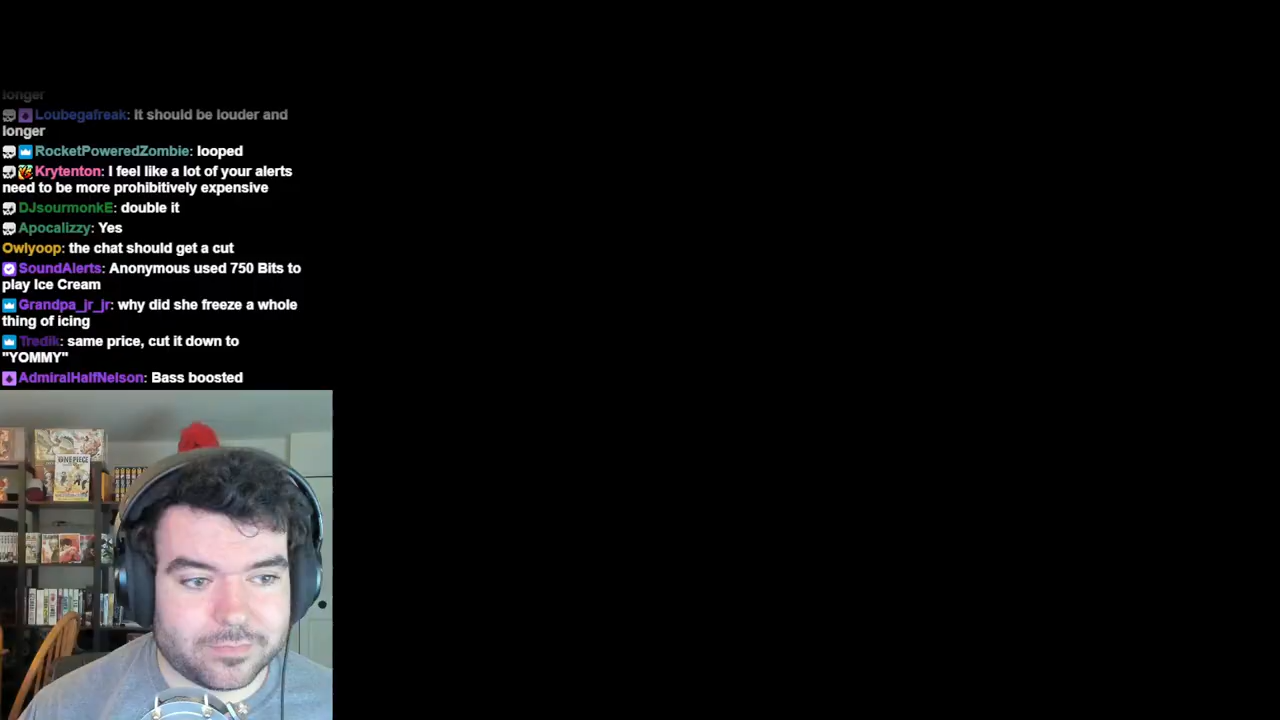 longer
Loubegafreak: It should be louder and
longer
RocketPoweredZombie: looped
Krytenton: I feel like a lot of your alerts
need to be more prohibitively expensive
DJsourmonkE: double it
Apocalizzy: Yes
Owlyoop: the chat should get a cut
SoundAlerts: Anonymous used 750 Bits to
play Ice Cream
Grandpa_jr_jr: why did she freeze a whole
thing of icing
Tredik: same price, cut it down to
"YOMMY"
AdmiralHalfNelson: Bass boosted
ONE PIECE